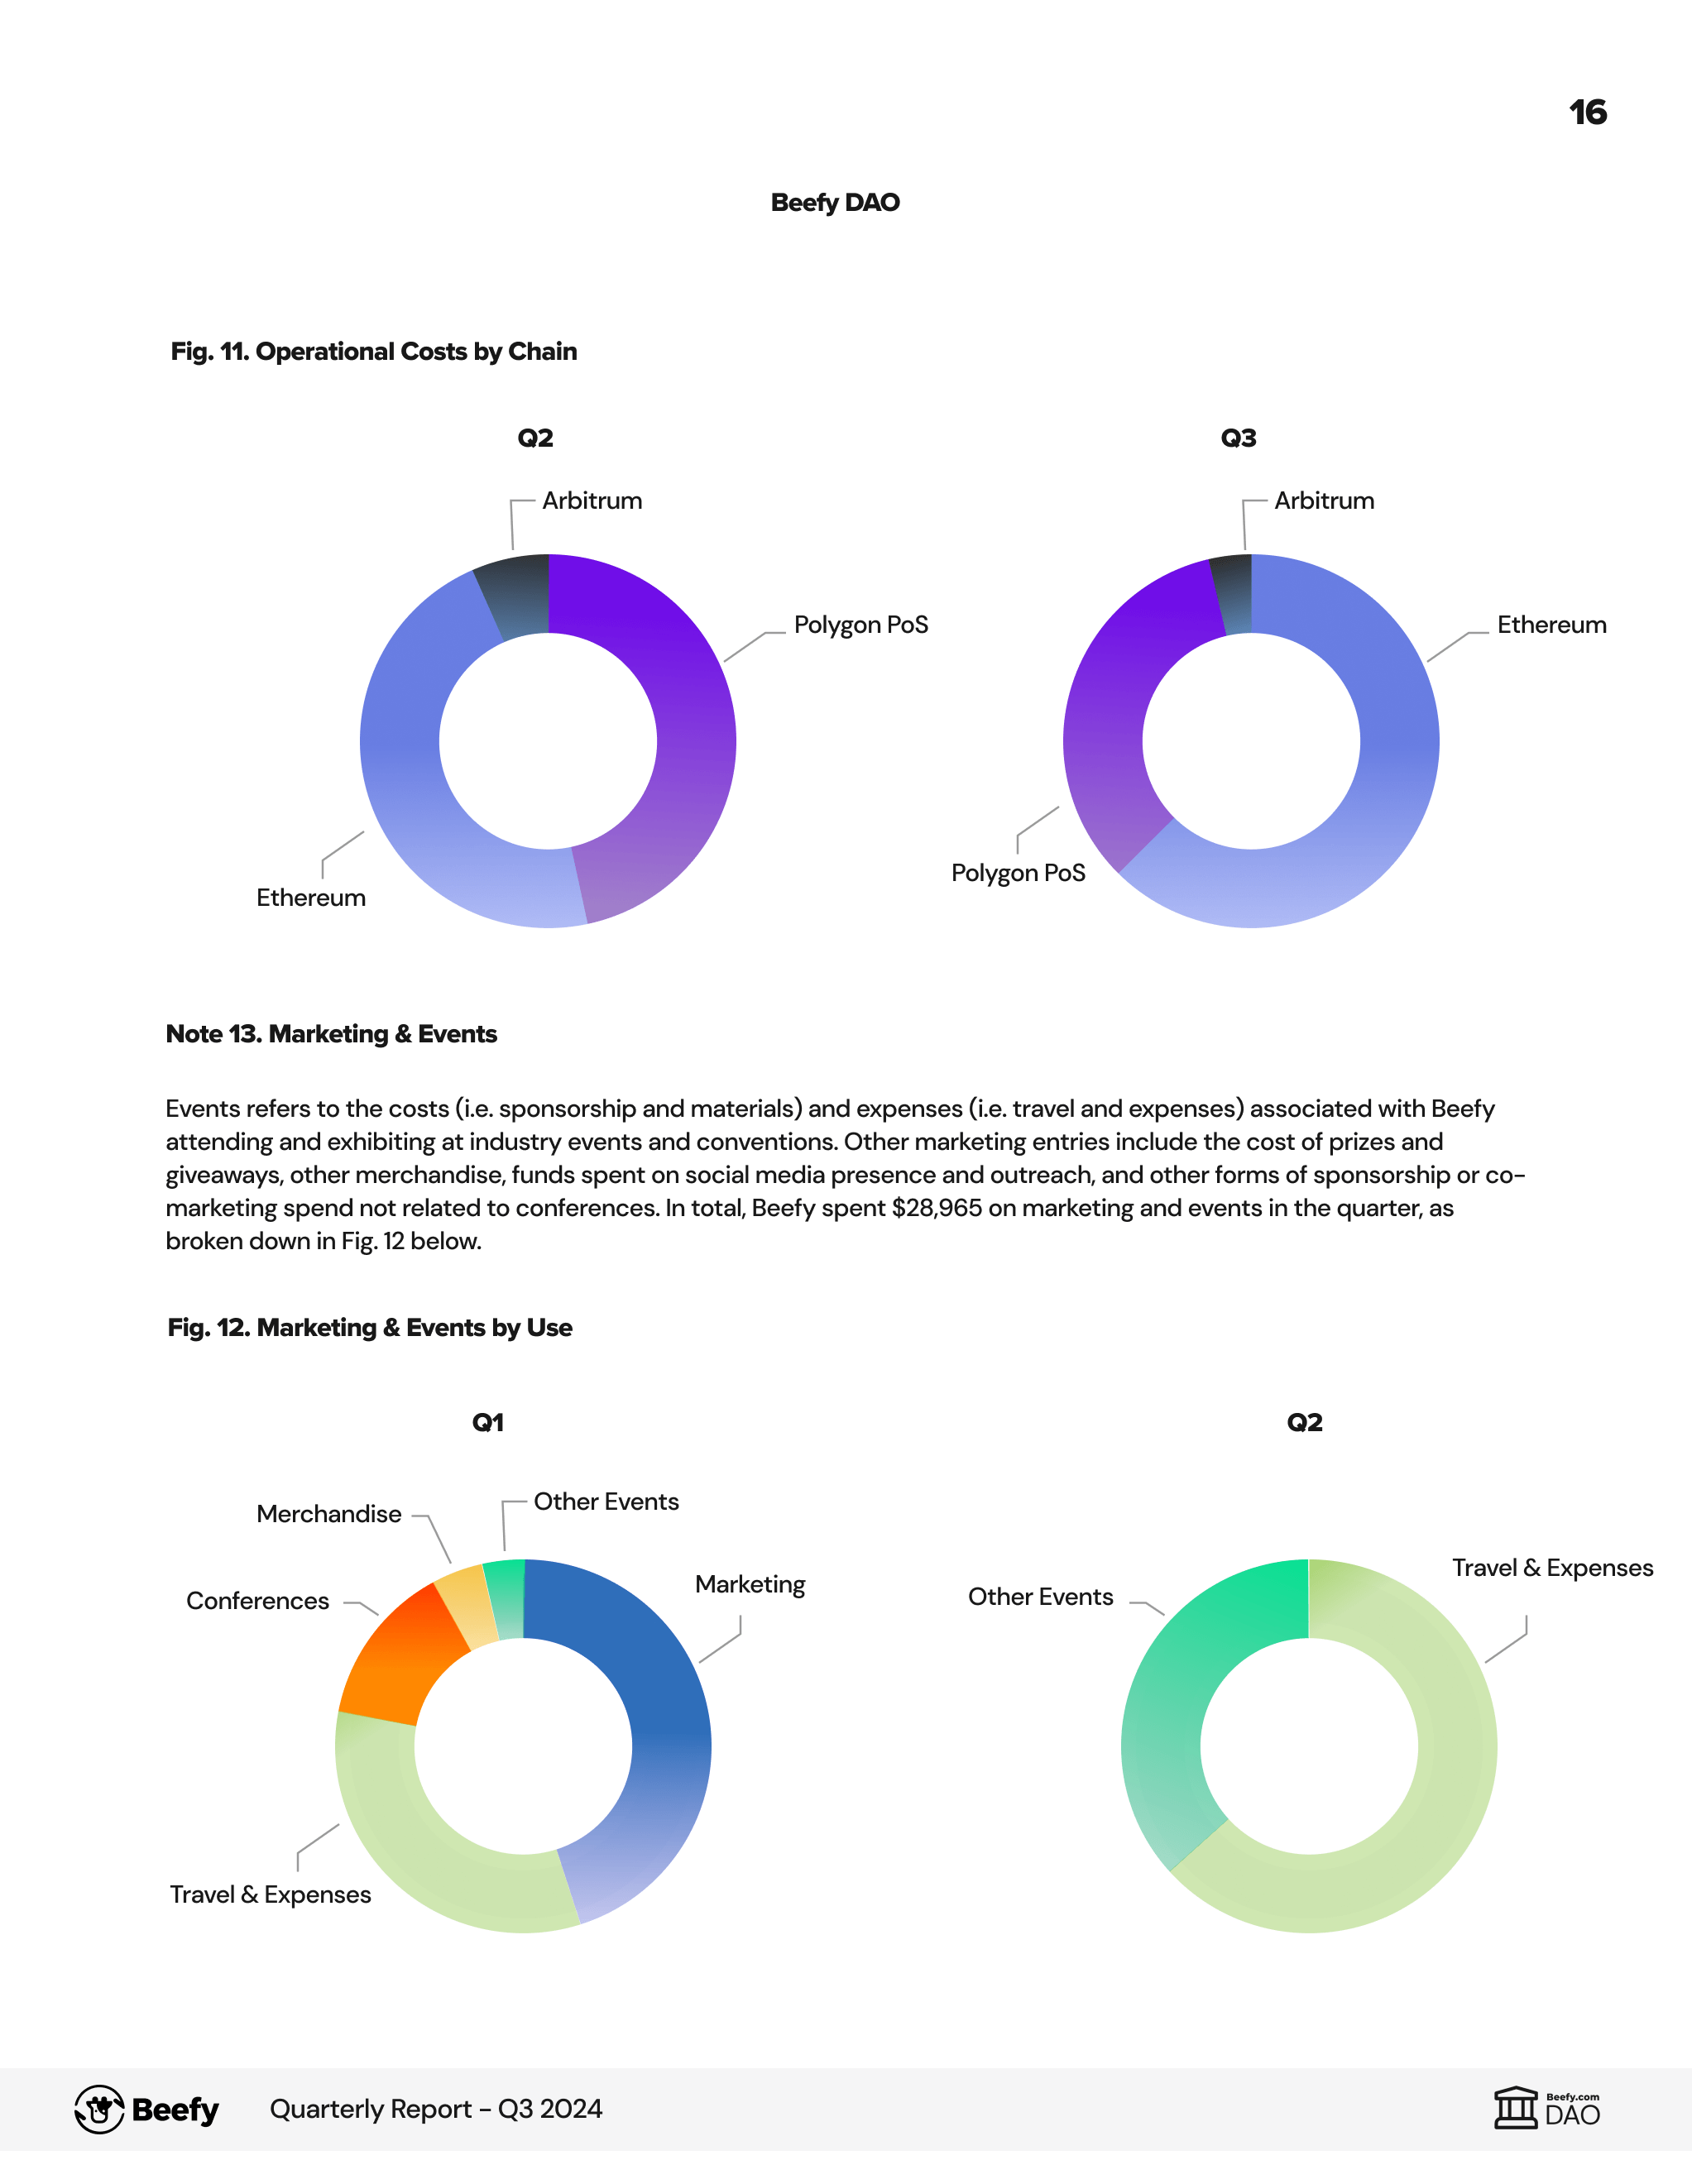 16
Beefy DAO
Fig. 11. Operational Costs by Chain
Q2
Arbitrum
Polygon PoS
Ethereum
Q3
Arbitrum
Ethereum
Polygon PoS
Note 13. Marketing & Events
Events refers to the costs (i.e. sponsorship and materials) and expenses (i.e. travel and expenses) associated with Beefy
attending and exhibiting at industry events and conventions. Other marketing entries include the cost of prizes and
giveaways, other merchandise, funds spent on social media presence and outreach, and other forms of sponsorship or co-
marketing spend not related to conferences. In total, Beefy spent $28,965 on marketing and events in the quarter, as
broken down in Fig. 12 below.
Fig. 12. Marketing & Events by Use
Q1
Other Events
Merchandise
Marketing
Conferences
Travel & Expenses
Q2
Travel & Expenses
Other Events
Beefy
Quarterly Report - Q3 2024
Beefy.com
DAO